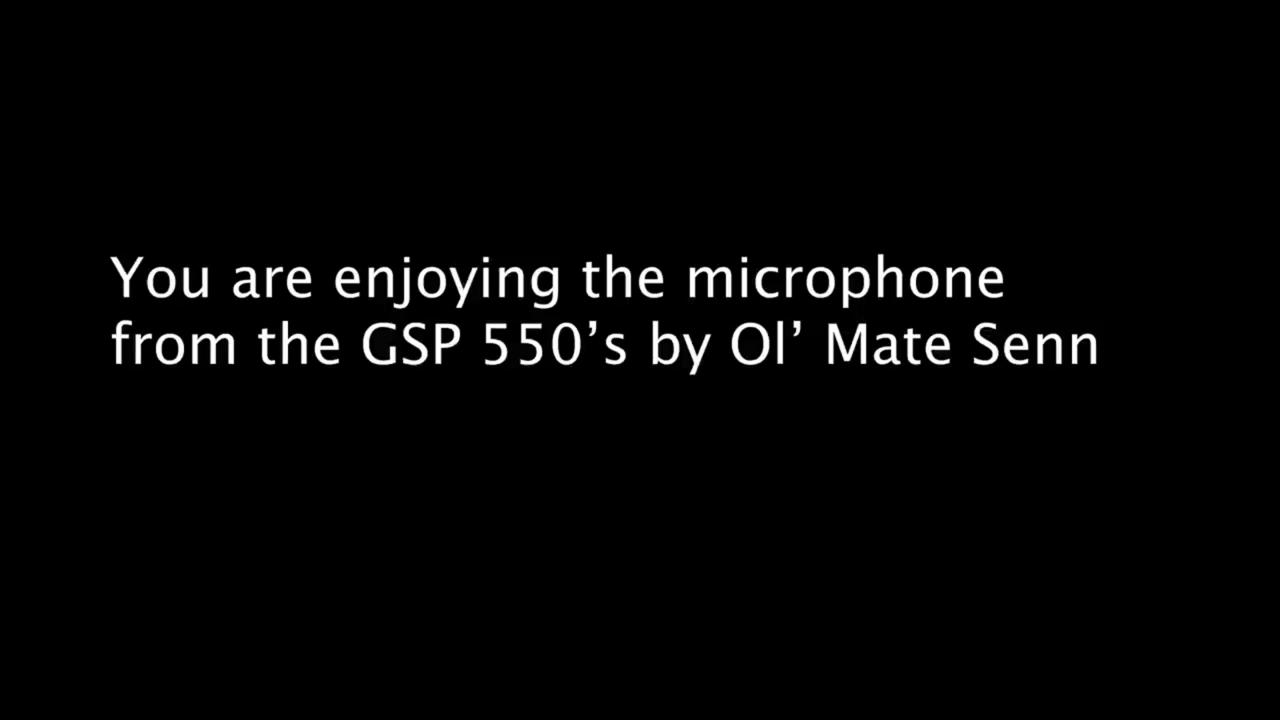 You are enjoying the microphone
from the GSP 550’s by Ol’ Mate Senn